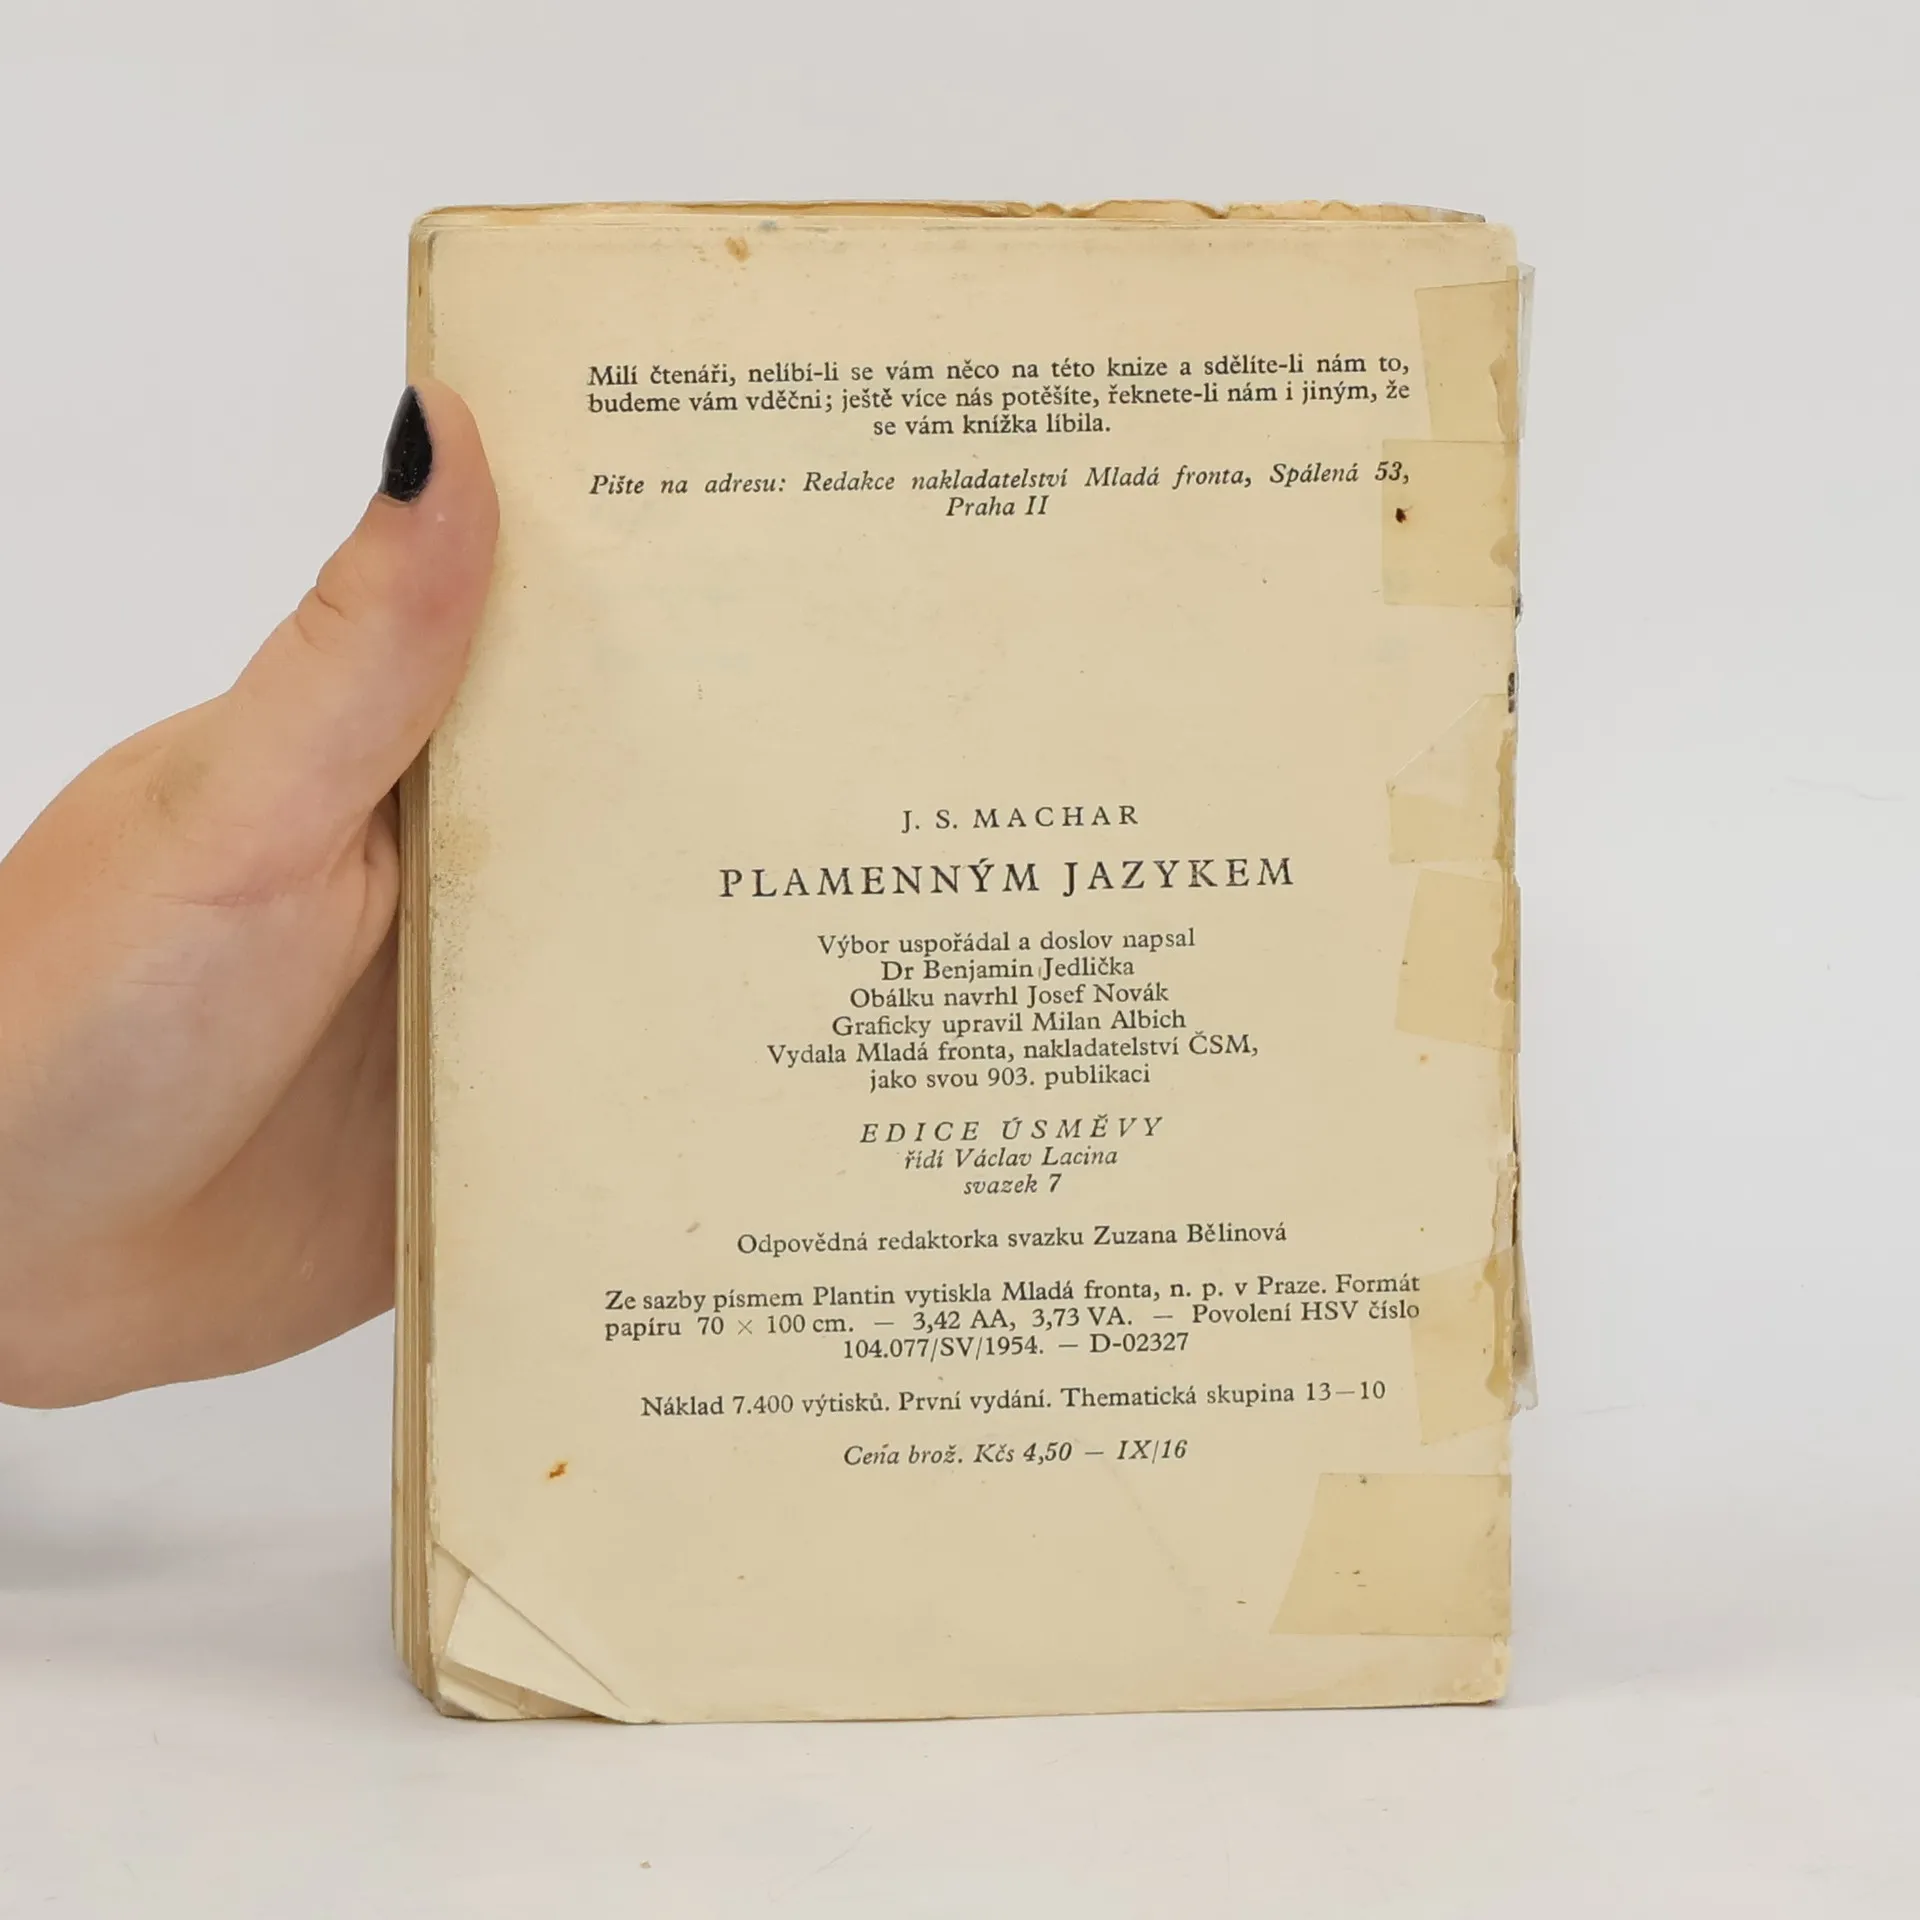 Milí čtenáři, nelíbí-li se vám něco na této knize a sdělíte-li nám to,
budeme vám vděčni; ještě více nás potěšíte, řeknete-li nám i jiným, že
se vám knížka líbila.
Pište na adresu: Redakce nakladatelství Mladá fronta, Spálená 53,
Praha II
J. S. MACHAR
PLAMENNÝM JAZYKEM
Výbor uspořádal a doslov napsal
Dr Benjamin Jedlička
Obálku navrhl Josef Novák
Graficky upravil Milan Albich
Vydala Mladá fronta, nakladatelství ČSM,
jako svou 903. publikaci
EDICE ÚSMĚVY
řídí Václav Lacina
svazek 7
Odpovědná redaktorka svazku Zuzana Bělinová
Ze sazby písmem Plantin vytiskla Mladá fronta, n. p. v Praze. Formát
papíru 70 × 100 cm. — 3,42 AA, 3,73 VA. — Povolení HSV číslo
104.077/SV/1954. — D-02327
Náklad 7.400 výtisků. První vydání. Thematická skupina 13—10
Cena brož. Kčs 4,50 — IX/16